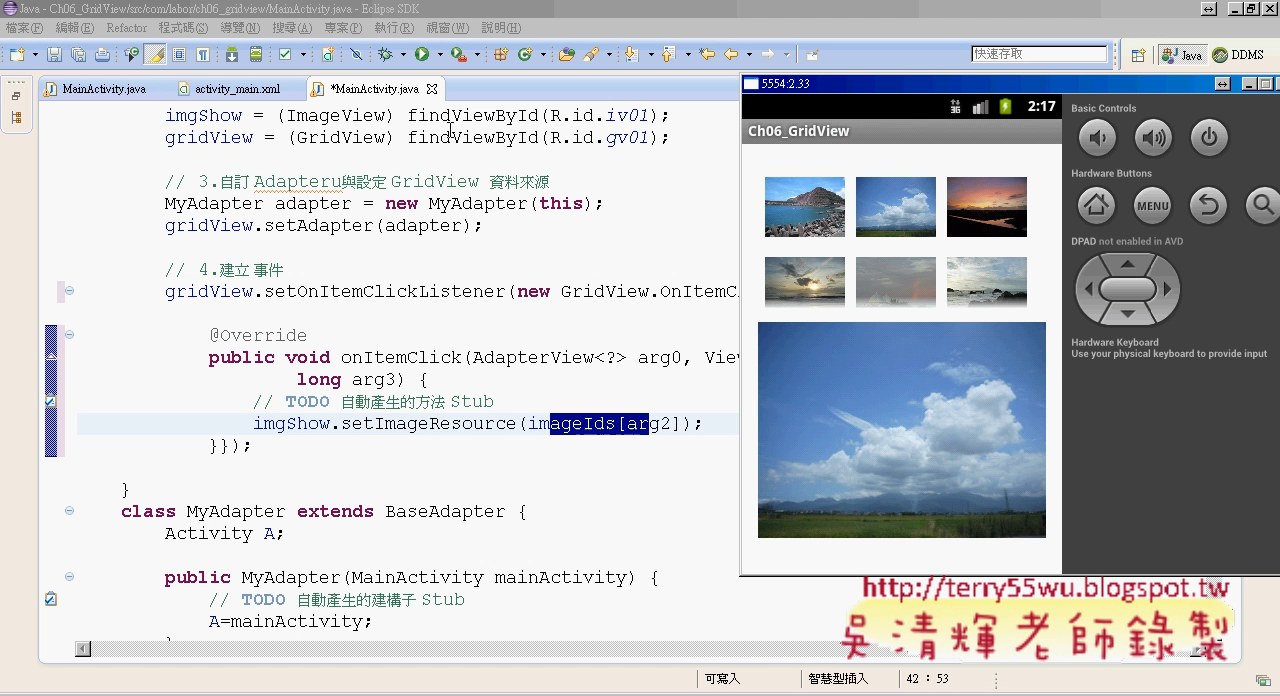 Java - Ch06_GridView/src/com/labor/ch06_gridview/MainActivity.java - Eclipse SDK
檔案(F) 編輯(E) Refactor 程式碼(S) 導覽(N) 搜尋(A) 專案(P) 執行(R) 視窗(W) 說明(H)
快速存取 Java DDMS
MainActivity.java activity_main.xml *MainActivity.java
imgShow = (ImageView) findViewById(R.id.iv01);
gridView = (GridView) findViewById(R.id.gv01);
// 3.自訂 Adapteru與設定 GridView 資料來源
MyAdapter adapter = new MyAdapter(this);
gridView.setAdapter(adapter);
// 4.建立 事件
gridView.setOnItemClickListener(new GridView.OnItemC
@Override
public void onItemClick(AdapterView<?> arg0, Viev
long arg3) {
// TODO 自動產生的方法 Stub
imgShow.setImageResource(imageIds[arg2]);
}});
}
class MyAdapter extends BaseAdapter {
Activity A;
public MyAdapter(MainActivity mainActivity) {
// TODO 自動產生的建構子 Stub
A=mainActivity;
5554:2.33
3G 2:17
Ch06_GridView
Basic Controls
Hardware Buttons
MENU
DPAD not enabled in AVD
Hardware Keyboard
Use your physical keyboard to provide input
http://terry55wu.blogspot.tw
吳清輝老師錄製
可寫入 智慧型插入 42 : 53